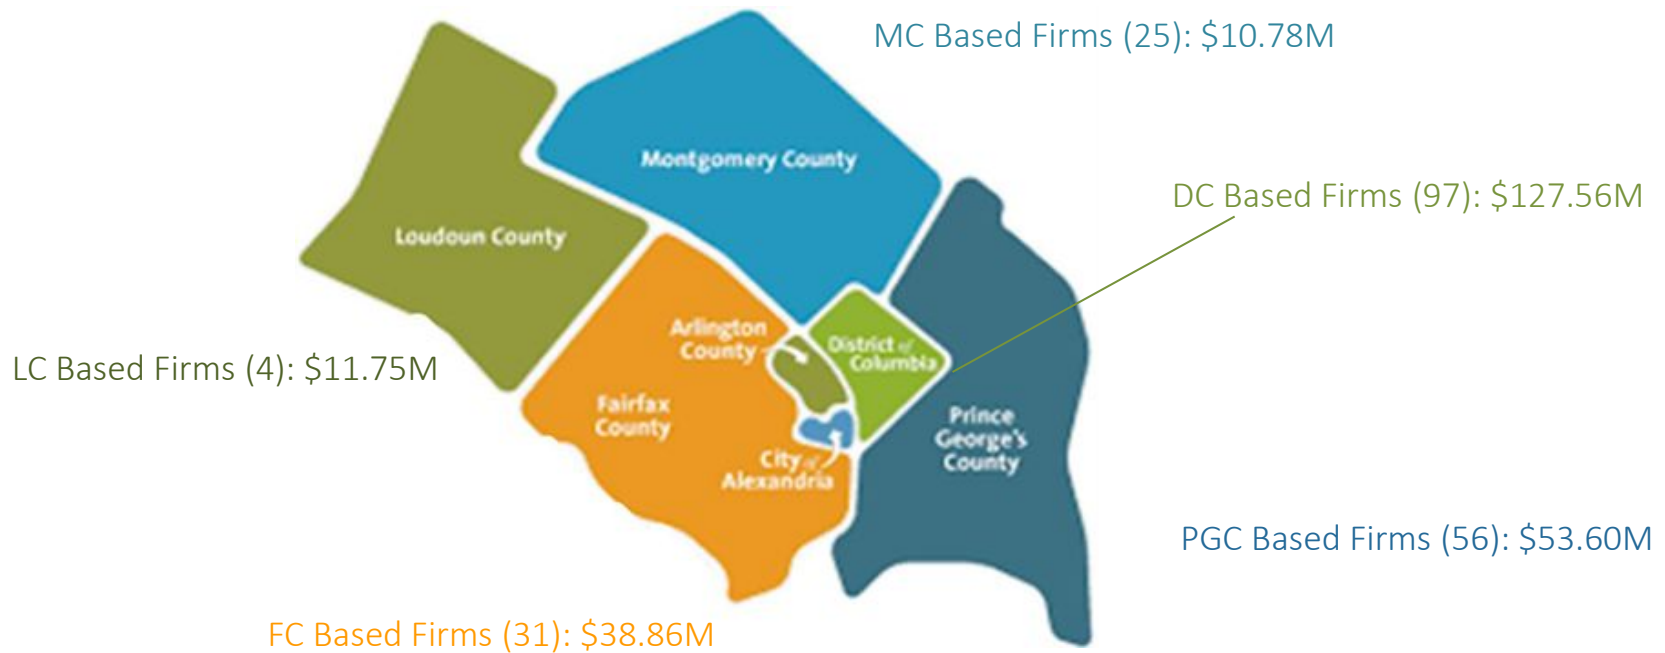 MC Based Firms (25): $10.78M
Montgomery County
DC Based Firms (97): $127.56M
Loudoun County
Arlington
County
District of
Columbia
LC Based Firms (4): $11.75M
Fairfax
County
Prince
George's
County
City of
Alexandria
PGC Based Firms (56): $53.60M
FC Based Firms (31): $38.86M